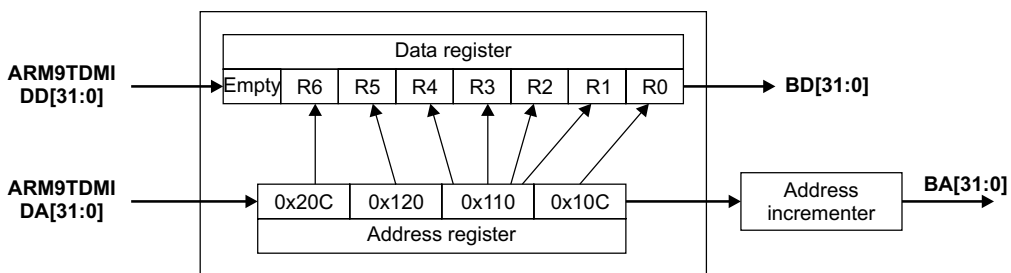 Data register
ARM9TDMI
DD[31:0]
Empty R6 R5 R4 R3 R2 R1 R0
BD[31:0]
ARM9TDMI
DA[31:0]
0x20C 0x120 0x110 0x10C
Address register
Address
incrementer
BA[31:0]